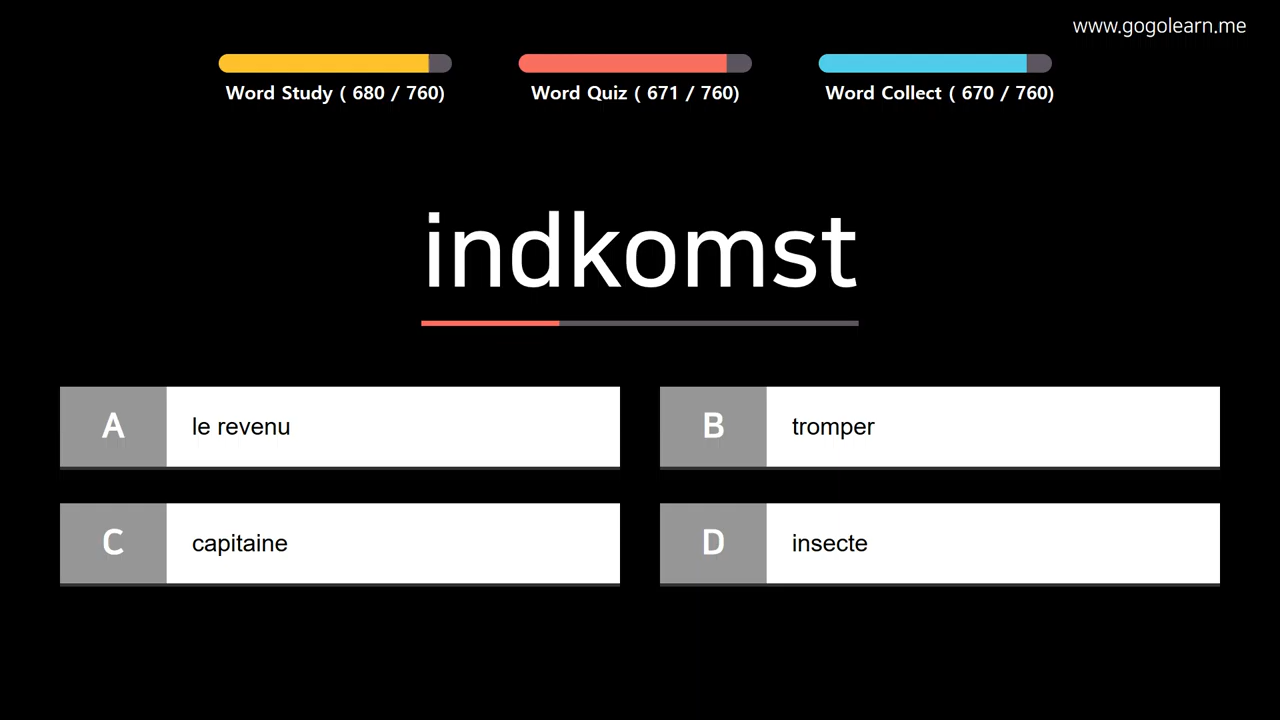 www.gogolearn.me
Word Study ( 680 / 760)
Word Quiz ( 671 / 760)
Word Collect ( 670 / 760)
indkomst
A le revenu
B tromper
C capitaine
D insecte